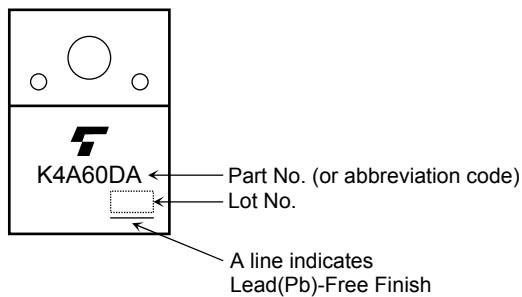 K4A60DA
Part No. (or abbreviation code)
Lot No.
A line indicates
Lead(Pb)-Free Finish